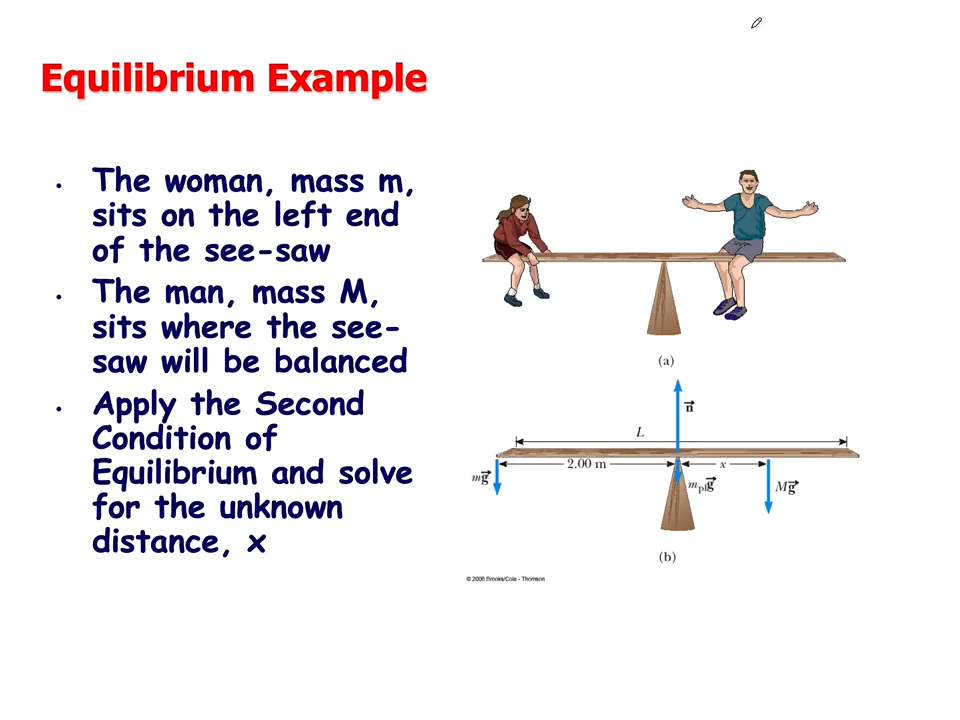 Equilibrium Example
• The woman, mass m,
sits on the left end
of the see-saw
• The man, mass M,
sits where the see-
saw will be balanced
• Apply the Second
Condition of
Equilibrium and solve
for the unknown
distance, x
(a)
n⃗
L
2.00 m
x
mg⃗
m_pl g⃗
Mg⃗
(b)
© 2006 Brooks/Cole - Thomson